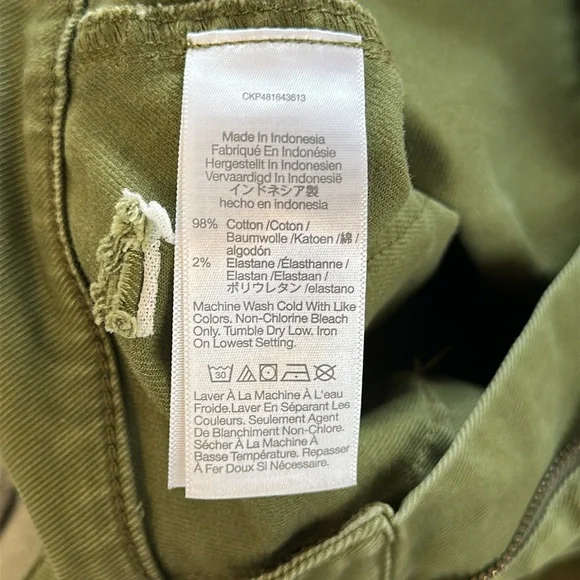 CKP481643613
Made In Indonesia
Fabriqué En Indonésie
Hergestellt In Indonesien
Vervaardigd In Indonesië
インドネシア製
hecho en indonesia
98% Cotton /Coton /
Baumwolle /Katoen /綿 /
algodón
2% Elastane /Élasthanne /
Elastan /Elastaan /
ポリウレタン /elastano
Machine Wash Cold With Like
Colors. Non-Chlorine Bleach
Only. Tumble Dry Low. Iron
On Lowest Setting.
30
Laver À La Machine À L'eau
Froide.Laver En Séparant Les
Couleurs. Seulement Agent
De Blanchiment Non-Chlore.
Sécher À La Machine À
Basse Température. Repasser
À Fer Doux Si Nécessaire.